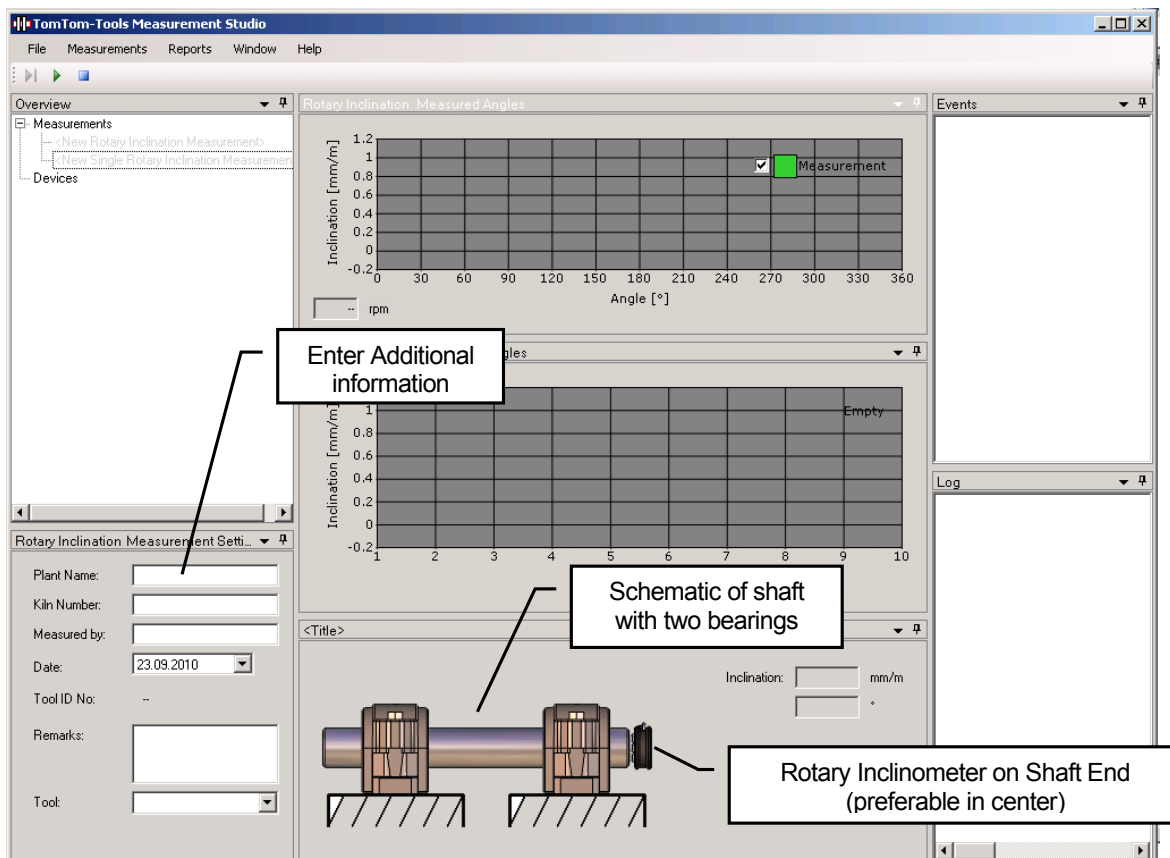 TomTom-Tools Measurement Studio
File Measurements Reports Window Help
Overview
Measurements
<New Rotary Inclination Measurement>
<New Single Rotary Inclination Measuremen
Devices
Rotary Inclination: Measured Angles
Inclination [mm/m]
1.2
1
0.8
0.6
0.4
0.2
0
-0.2
0 30 60 90 120 150 180 210 240 270 300 330 360
Angle [°]
Measurement
-- rpm
Enter Additional
information
gles
Inclination [mm/m]
1
0.8
0.6
0.4
0.2
0
-0.2
1 2 3 4 5 6 7 8 9 10
Empty
Events
Log
Rotary Inclination Measurement Setti...
Plant Name:
Kiln Number:
Measured by:
Date: 23.09.2010
Tool ID No: --
Remarks:
Tool:
<Title>
Schematic of shaft
with two bearings
Inclination: mm/m
°
Rotary Inclinometer on Shaft End
(preferable in center)